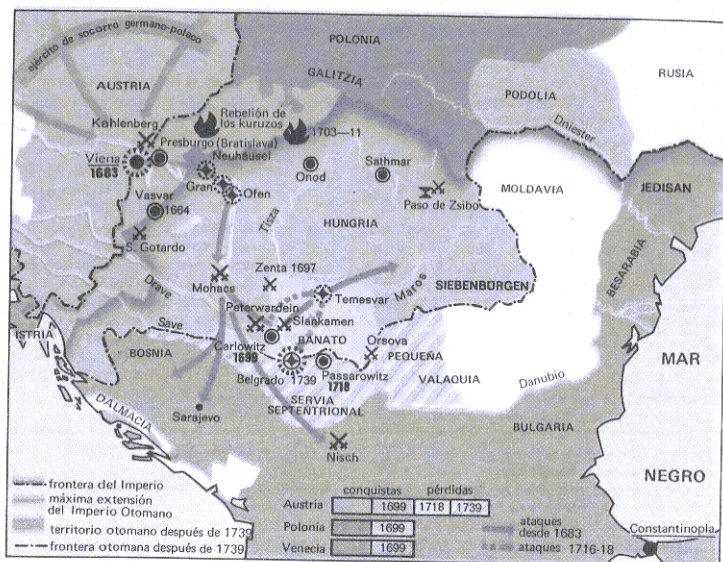 ejército de socorro germano-polaco
POLONIA
RUSIA
AUSTRIA
GALITZIA
PODOLIA
Kahlenberg
Rebelión de
los kuruzos
1703—11
Dniester
Presburgo (Bratislava)
Neuhäusel
Viena
1683
Gran
Ofen
Onod
Sathmar
MOLDAVIA
JEDISAN
Vasvar
1664
Paso de Zsibo
Tisza
HUNGRIA
S. Gotardo
BESARABIA
Zenta 1697
Mohacs
Drave
Maros
SIEBENBÜRGEN
Temesvar
Peterwardein
Slankamen
ISTRIA
Save
Carlowitz
1699
BANATO
Orsova
MAR
BOSNIA
PEQUEÑA
VALAQUIA
Danubio
Belgrado 1739
Passarowitz
1718
DALMACIA
Sarajevo
SERVIA
SEPTENTRIONAL
BULGARIA
Nisch
NEGRO
frontera del Imperio
máxima extensión
del Imperio Otomano
territorio otomano después de 1739
frontera otomana después de 1739
conquistas pérdidas
Austria 1699 1718 1739
Polonia 1699
Venecia 1699
ataques
desde 1683
ataques 1716-18
Constantinopla